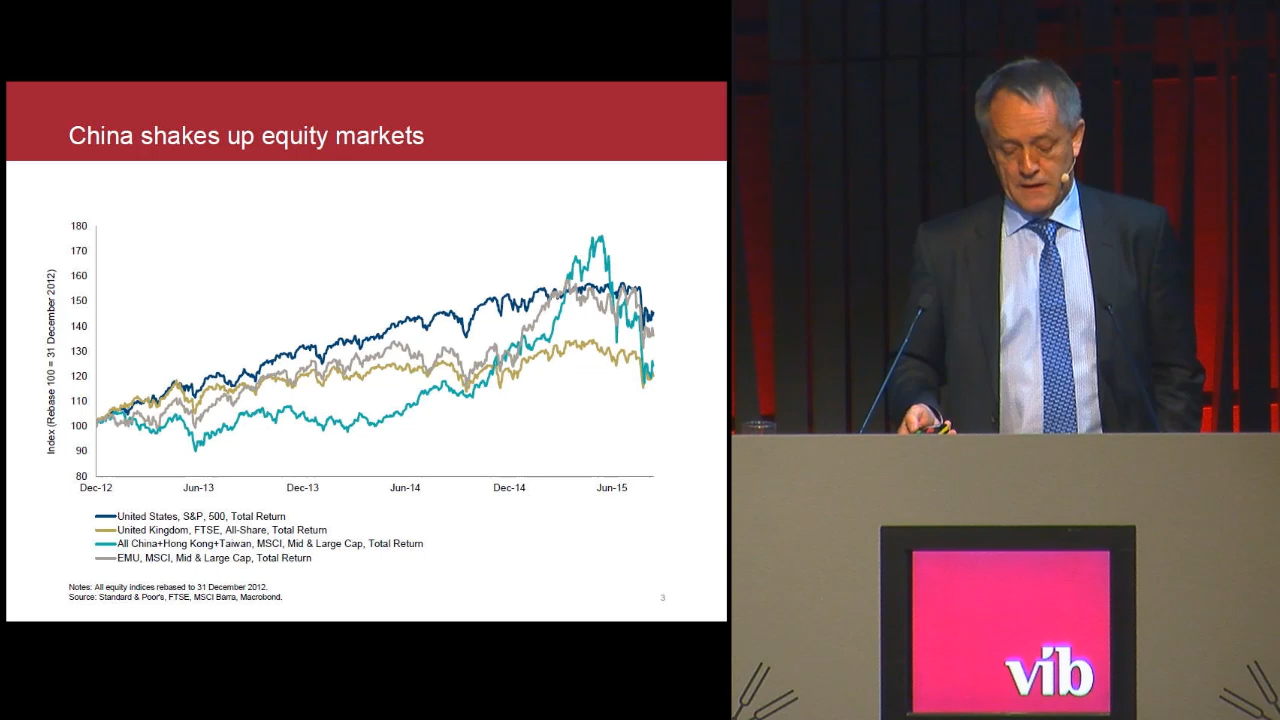 China shakes up equity markets
Index (Rebase 100 = 31 December 2012)
180
170
160
150
140
130
120
110
100
90
80
Dec-12 Jun-13 Dec-13 Jun-14 Dec-14 Jun-15
United States, S&P, 500, Total Return
United Kingdom, FTSE, All-Share, Total Return
All China+Hong Kong+Taiwan, MSCI, Mid & Large Cap, Total Return
EMU, MSCI, Mid & Large Cap, Total Return
Notes: All equity indices rebased to 31 December 2012.
Source: Standard & Poor's, FTSE, MSCI Barra, Macrobond.
3
vib